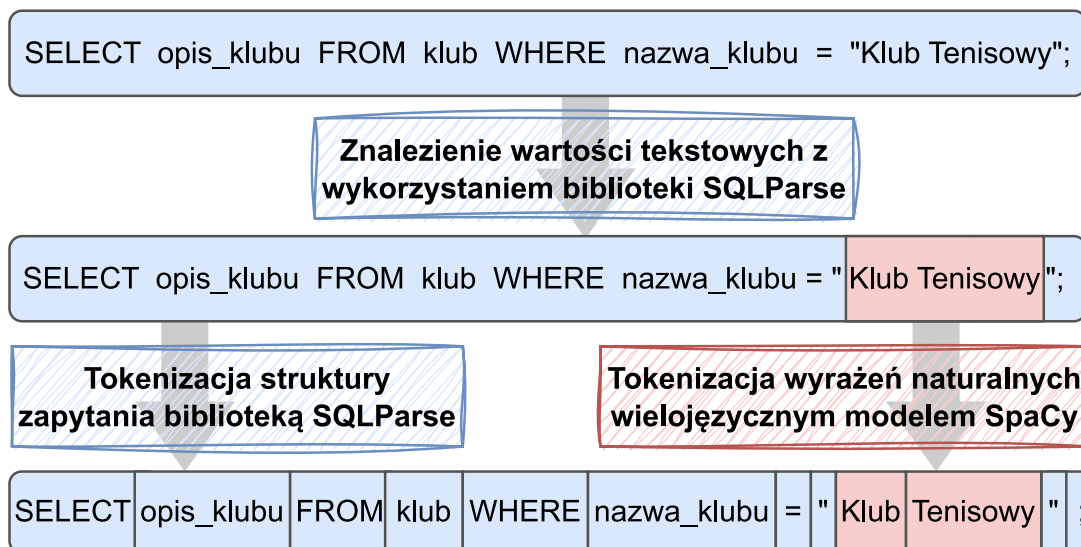 SELECT opis_klubu FROM klub WHERE nazwa_klubu = "Klub Tenisowy";
Znalezienie wartości tekstowych z
wykorzystaniem biblioteki SQLParse
SELECT opis_klubu FROM klub WHERE nazwa_klubu = "Klub Tenisowy";
Tokenizacja struktury
zapytania biblioteką SQLParse
Tokenizacja wyrażeń naturalnych
wielojęzycznym modelem SpaCy
SELECT opis_klubu FROM klub WHERE nazwa_klubu = " Klub Tenisowy " ;